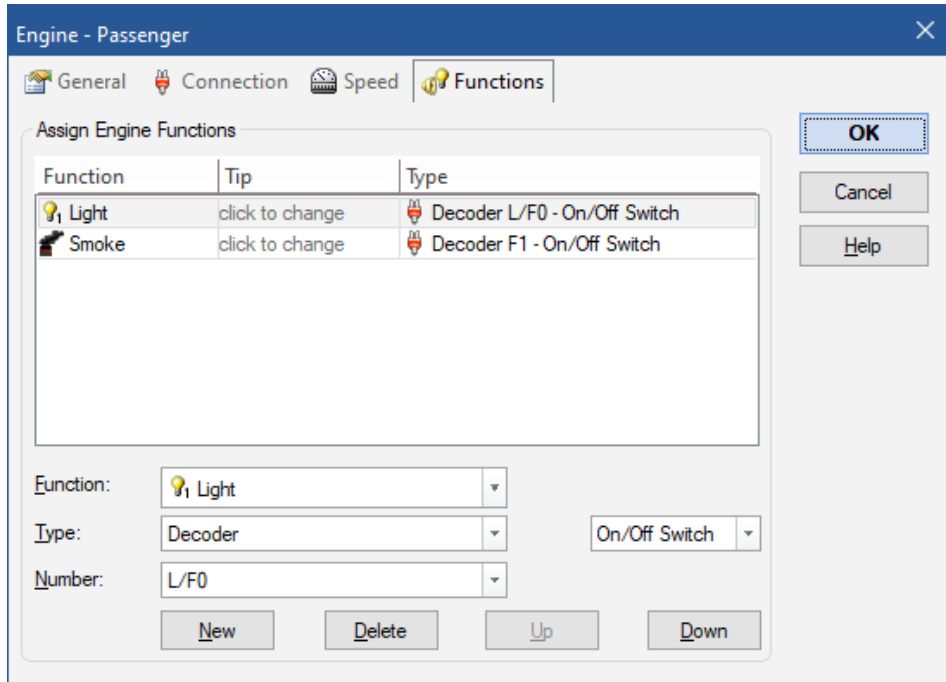 Engine - Passenger
General Connection Speed Functions
Assign Engine Functions
OK
Function Tip Type
Cancel
1 Light click to change Decoder L/F0 - On/Off Switch
Smoke click to change Decoder F1 - On/Off Switch
Help
Function: 1 Light
Type: Decoder On/Off Switch
Number: L/F0
New Delete Up Down